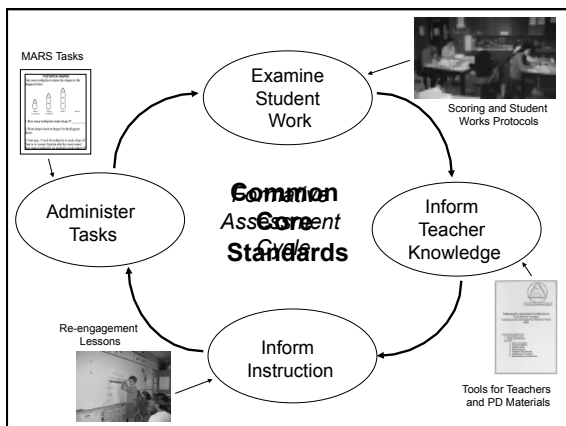 MARS Tasks
Examine
Student
Work
Scoring and Student
Works Protocols
Administer
Tasks
Common
Core
Standards
Formative
Assessment
Cycle
Inform
Teacher
Knowledge
Re-engagement
Lessons
Inform
Instruction
Tools for Teachers
and PD Materials